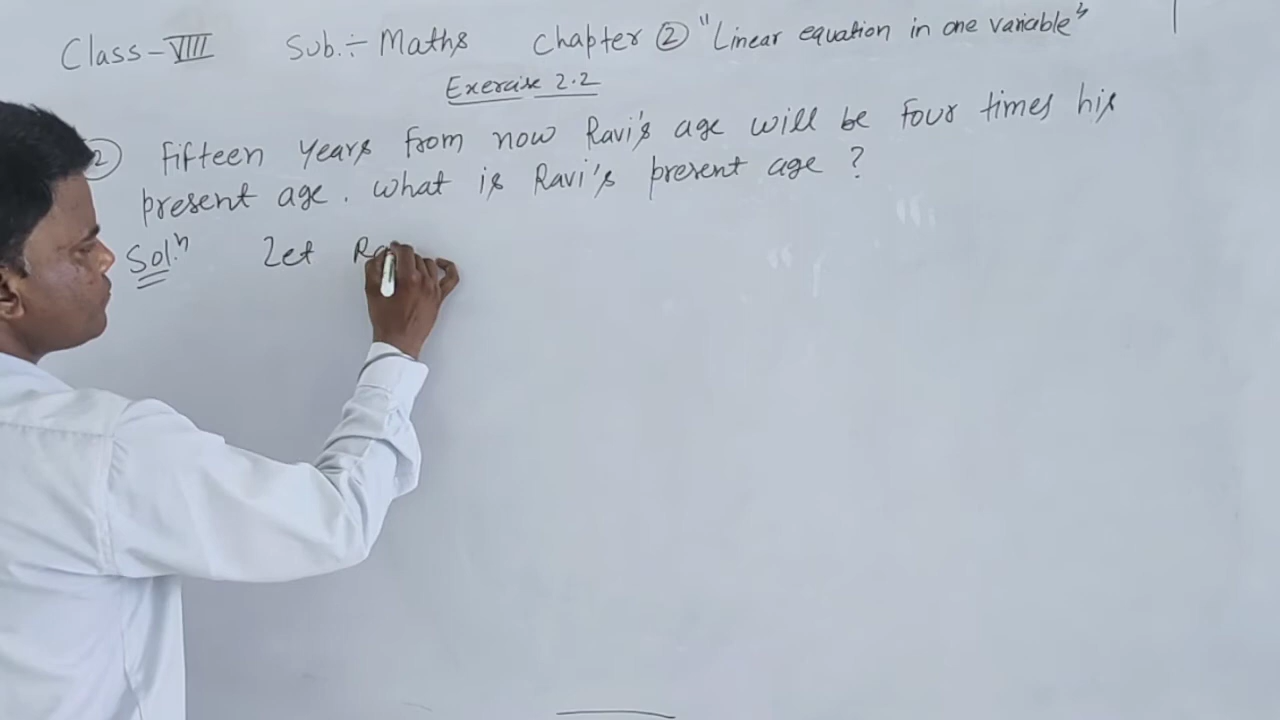 Class-VIII Sub.÷ Maths Chapter ② "Linear equation in one variable"
Exercise 2.2
fifteen years from now Ravi's age will be four times his
present age. What is Ravi's present age ?
Sol.ⁿ Let Ra